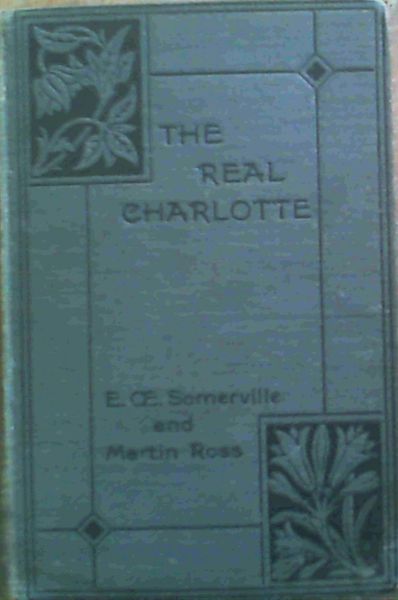 THE
REAL
CHARLOTTE
E. Œ. Somerville
and
Martin Ross